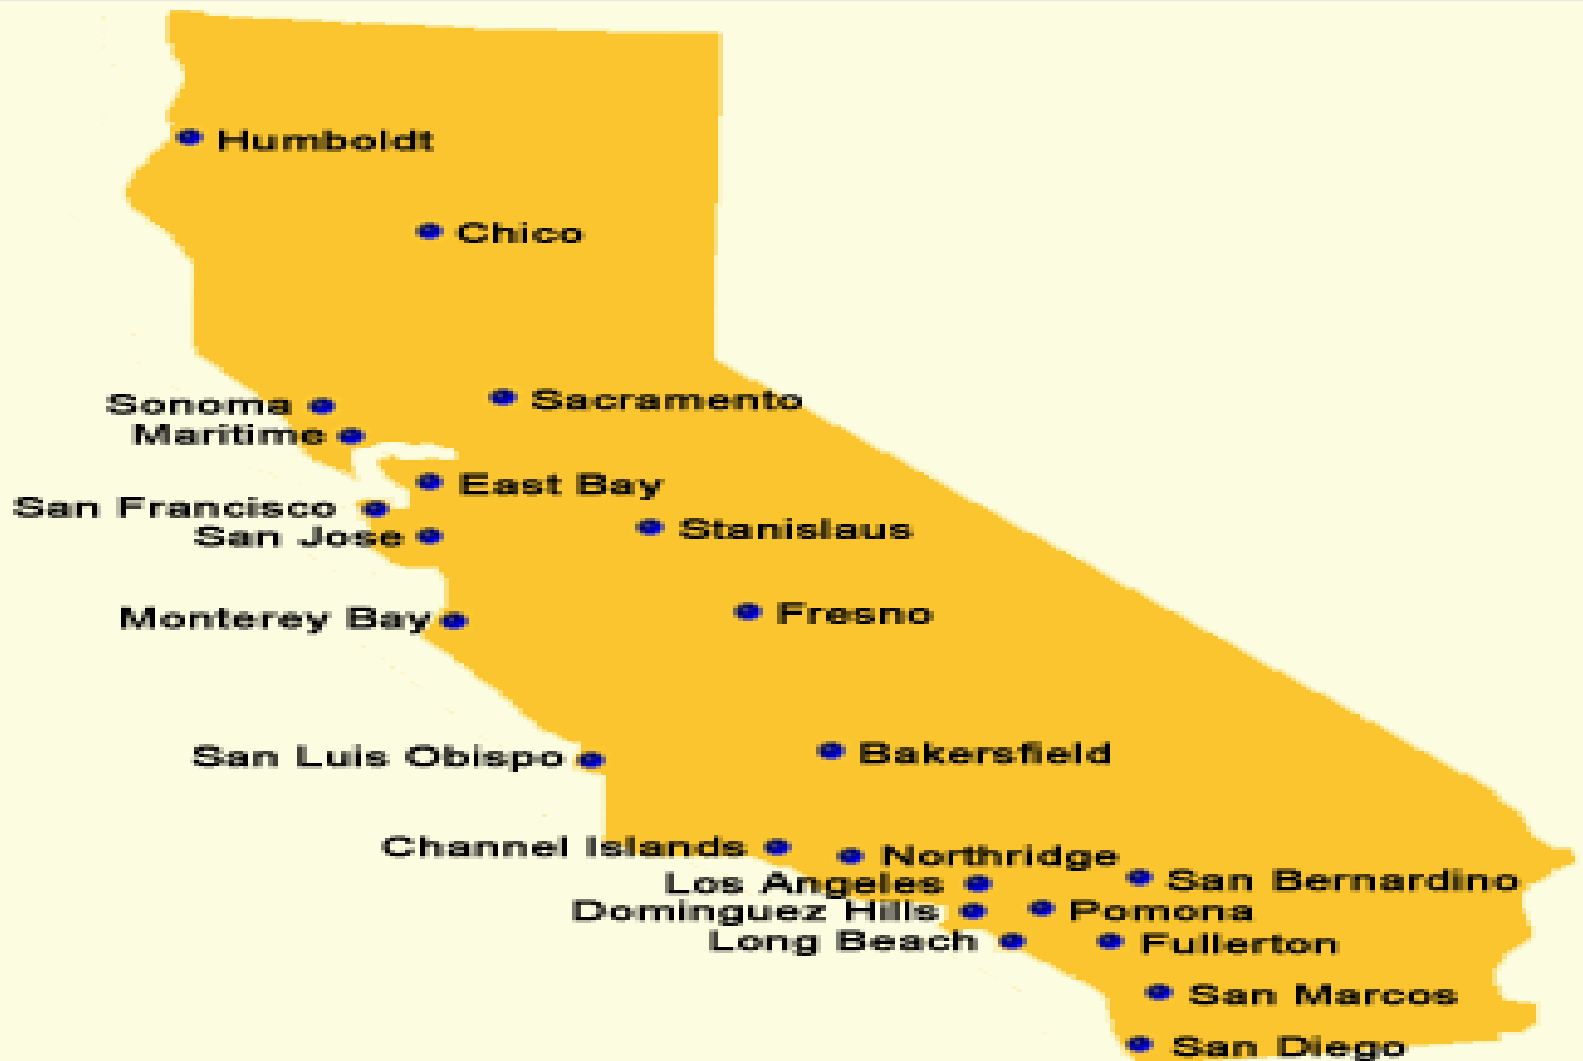 Humboldt
Chico
Sacramento
Sonoma
Maritime
East Bay
San Francisco
Stanislaus
San Jose
Fresno
Monterey Bay
Bakersfield
San Luis Obispo
Channel Islands
Northridge
San Bernardino
Los Angeles
Pomona
Dominguez Hills
Long Beach
Fullerton
San Marcos
San Diego